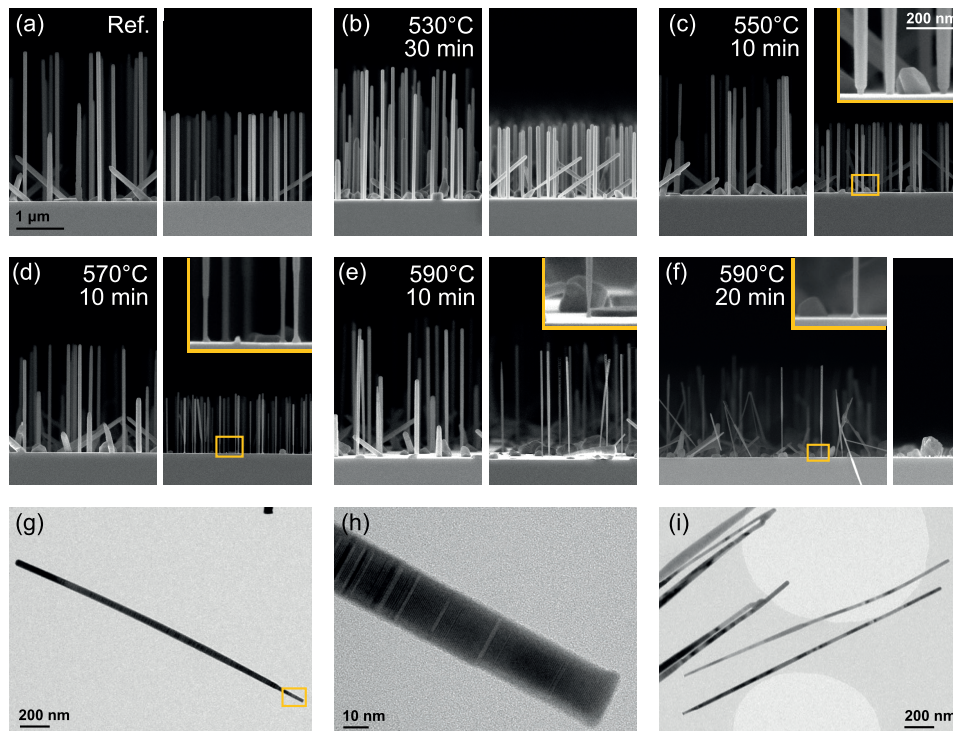 (a) Ref.
1 µm
(b) 530°C
30 min
(c) 550°C
10 min
200 nm
(d) 570°C
10 min
(e) 590°C
10 min
(f) 590°C
20 min
(g)
200 nm
(h)
10 nm
(i)
200 nm